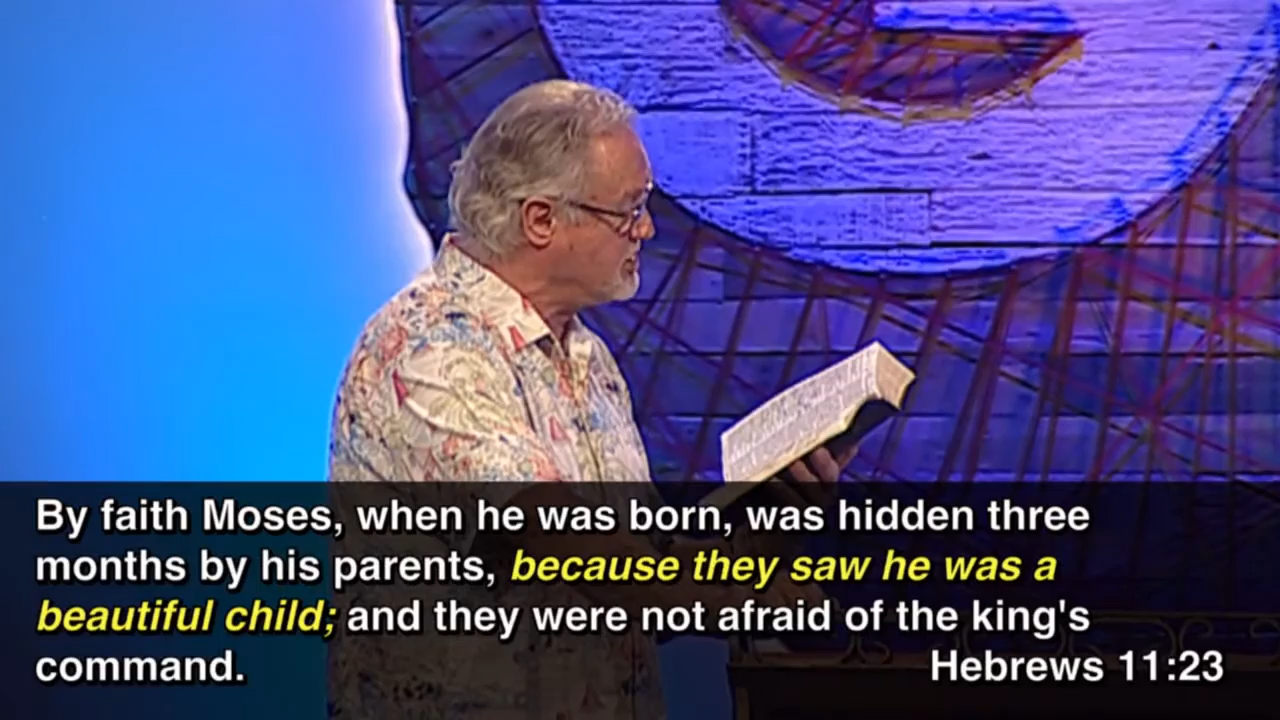 By faith Moses, when he was born, was hidden three
months by his parents, because they saw he was a
beautiful child; and they were not afraid of the king's
command. Hebrews 11:23